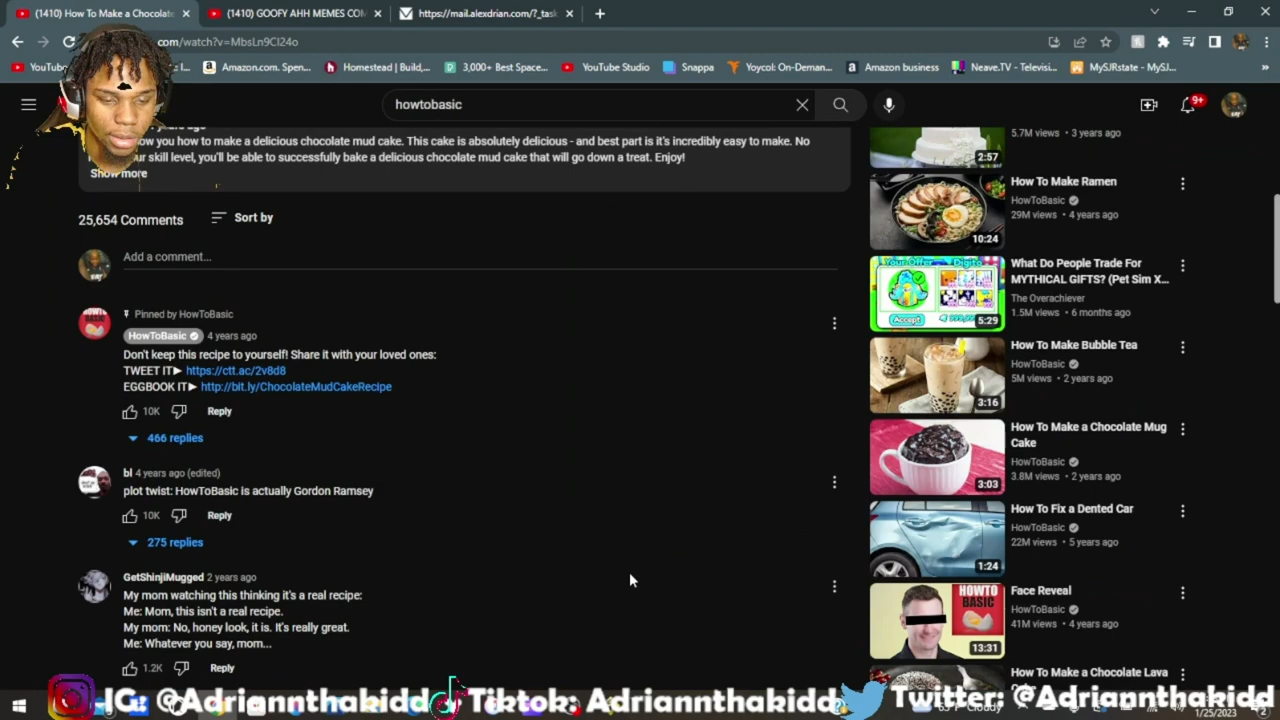 (1410) How To Make a Chocolate
(1410) GOOFY AHH MEMES COM
https://mail.alexdrian.com/?_task
com/watch?v=MbsLn9CI24o
YouTub
Amazon.com. Spen...
Homestead | Build,...
3,000+ Best Space...
YouTube Studio
Snappa
Yoycol: On-Deman...
Amazon business
Neave.TV - Televisi...
MySJRstate - MySJ...
»
howtobasic
9+
years ago
ow you how to make a delicious chocolate mud cake. This cake is absolutely delicious - and best part is it's incredibly easy to make. No
ur skill level, you'll be able to successfully bake a delicious chocolate mud cake that will go down a treat. Enjoy!
Show more
25,654 Comments
Sort by
Add a comment...
Pinned by HowToBasic
HowToBasic
4 years ago
Don't keep this recipe to yourself! Share it with your loved ones:
TWEET IT► https://ctt.ac/2v8d8
EGGBOOK IT► http://bit.ly/ChocolateMudCakeRecipe
10K
Reply
466 replies
bl 4 years ago (edited)
plot twist: HowToBasic is actually Gordon Ramsey
10K
Reply
275 replies
GetShinjiMugged 2 years ago
My mom watching this thinking it's a real recipe:
Me: Mom, this isn't a real recipe.
My mom: No, honey look, it is. It's really great.
Me: Whatever you say, mom...
1.2K
Reply
5.7M views • 3 years ago
2:57
How To Make Ramen
HowToBasic
29M views • 4 years ago
10:24
What Do People Trade For
MYTHICAL GIFTS? (Pet Sim X...
The Overachiever
1.5M views • 6 months ago
Your Offer
Accept
5:29
How To Make Bubble Tea
HowToBasic
5M views • 2 years ago
3:16
How To Make a Chocolate Mug
Cake
HowToBasic
3.8M views • 2 years ago
3:03
How To Fix a Dented Car
HowToBasic
22M views • 5 years ago
1:24
Face Reveal
HowToBasic
41M views • 4 years ago
HOWTO
BASIC
13:31
How To Make a Chocolate Lava
IG: @Adriannthakidd
Tiktok: Adriannthakidd
Twitter: @Adriannthakidd
Cloudy
1/25/2023